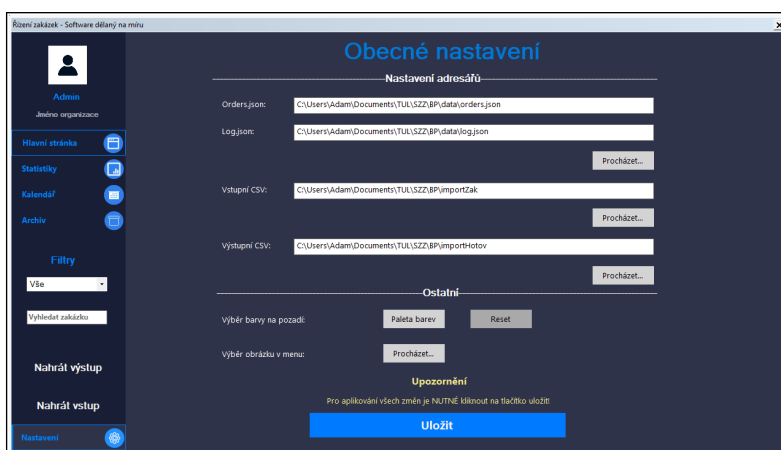 Řízení zakázek - Software dělaný na míru
x
Admin
Jméno organizace
Hlavní stránka
Statistiky
Kalendář
Archiv
Filtry
Vše
Vyhledat zakázku
Nahrát výstup
Nahrát vstup
Nastavení
Obecné nastavení
Nastavení adresářů
Orders.json: C:\Users\Adam\Documents\TUL\SZZ\BP\data\orders.json
Log.json: C:\Users\Adam\Documents\TUL\SZZ\BP\data\log.json
Procházet...
Vstupní CSV: C:\Users\Adam\Documents\TUL\SZZ\BP\importZak
Procházet...
Výstupní CSV: C:\Users\Adam\Documents\TUL\SZZ\BP\importHotov
Procházet...
Ostatní
Výběr barvy na pozadí: Paleta barev Reset
Výběr obrázku v menu: Procházet...
Upozornění
Pro aplikování všech změn je NUTNÉ kliknout na tlačítko uložit!
Uložit